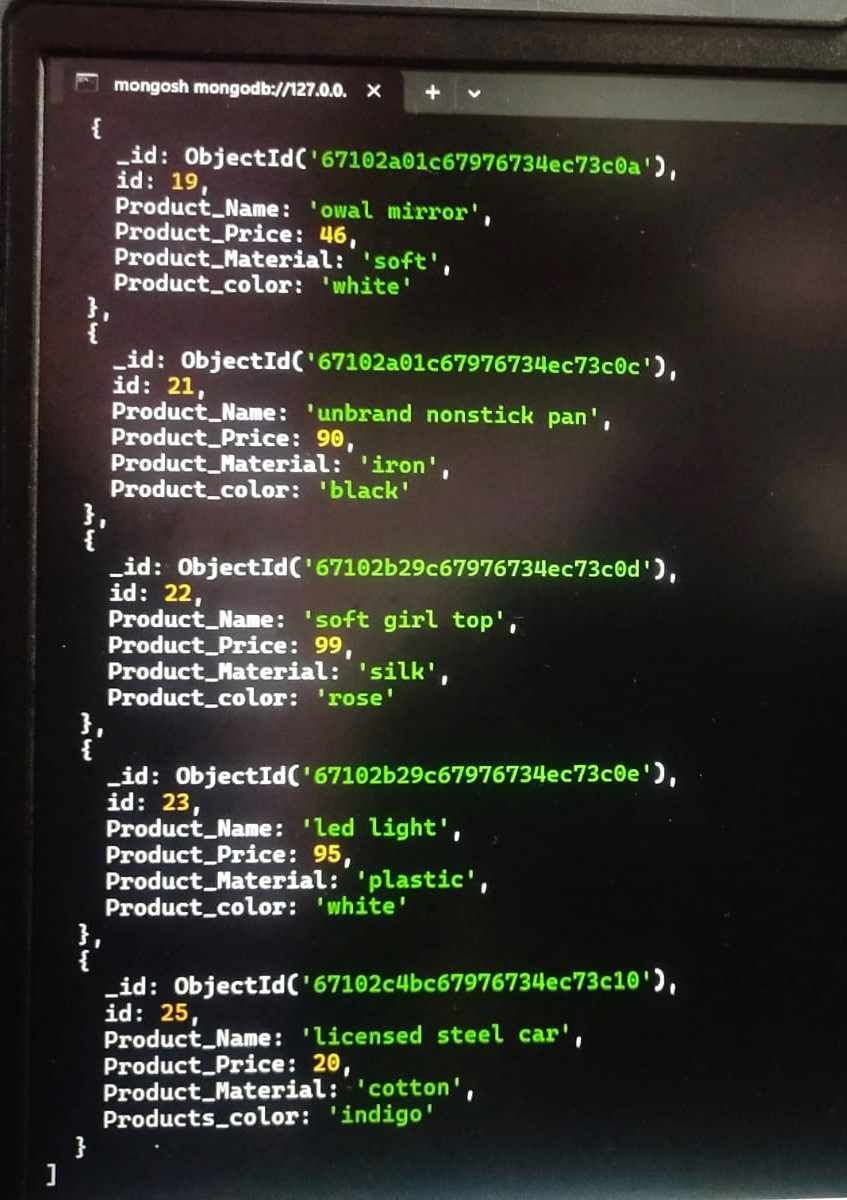 mongosh mongodb://127.0.0. × +
{
_id: ObjectId('67102a01c67976734ec73c0a'),
id: 19,
Product_Name: 'owal mirror',
Product_Price: 46,
Product_Material: 'soft',
Product_color: 'white'
},
{
_id: ObjectId('67102a01c67976734ec73c0c'),
id: 21,
Product_Name: 'unbrand nonstick pan',
Product_Price: 90,
Product_Material: 'iron',
Product_color: 'black'
},
{
_id: ObjectId('67102b29c67976734ec73c0d'),
id: 22,
Product_Name: 'soft girl top',
Product_Price: 99,
Product_Material: 'silk',
Product_color: 'rose'
},
{
_id: ObjectId('67102b29c67976734ec73c0e'),
id: 23,
Product_Name: 'led light',
Product_Price: 95,
Product_Material: 'plastic',
Product_color: 'white'
},
{
_id: ObjectId('67102c4bc67976734ec73c10'),
id: 25,
Product_Name: 'licensed steel car',
Product_Price: 20,
Product_Material: 'cotton',
Products_color: 'indigo'
}
]